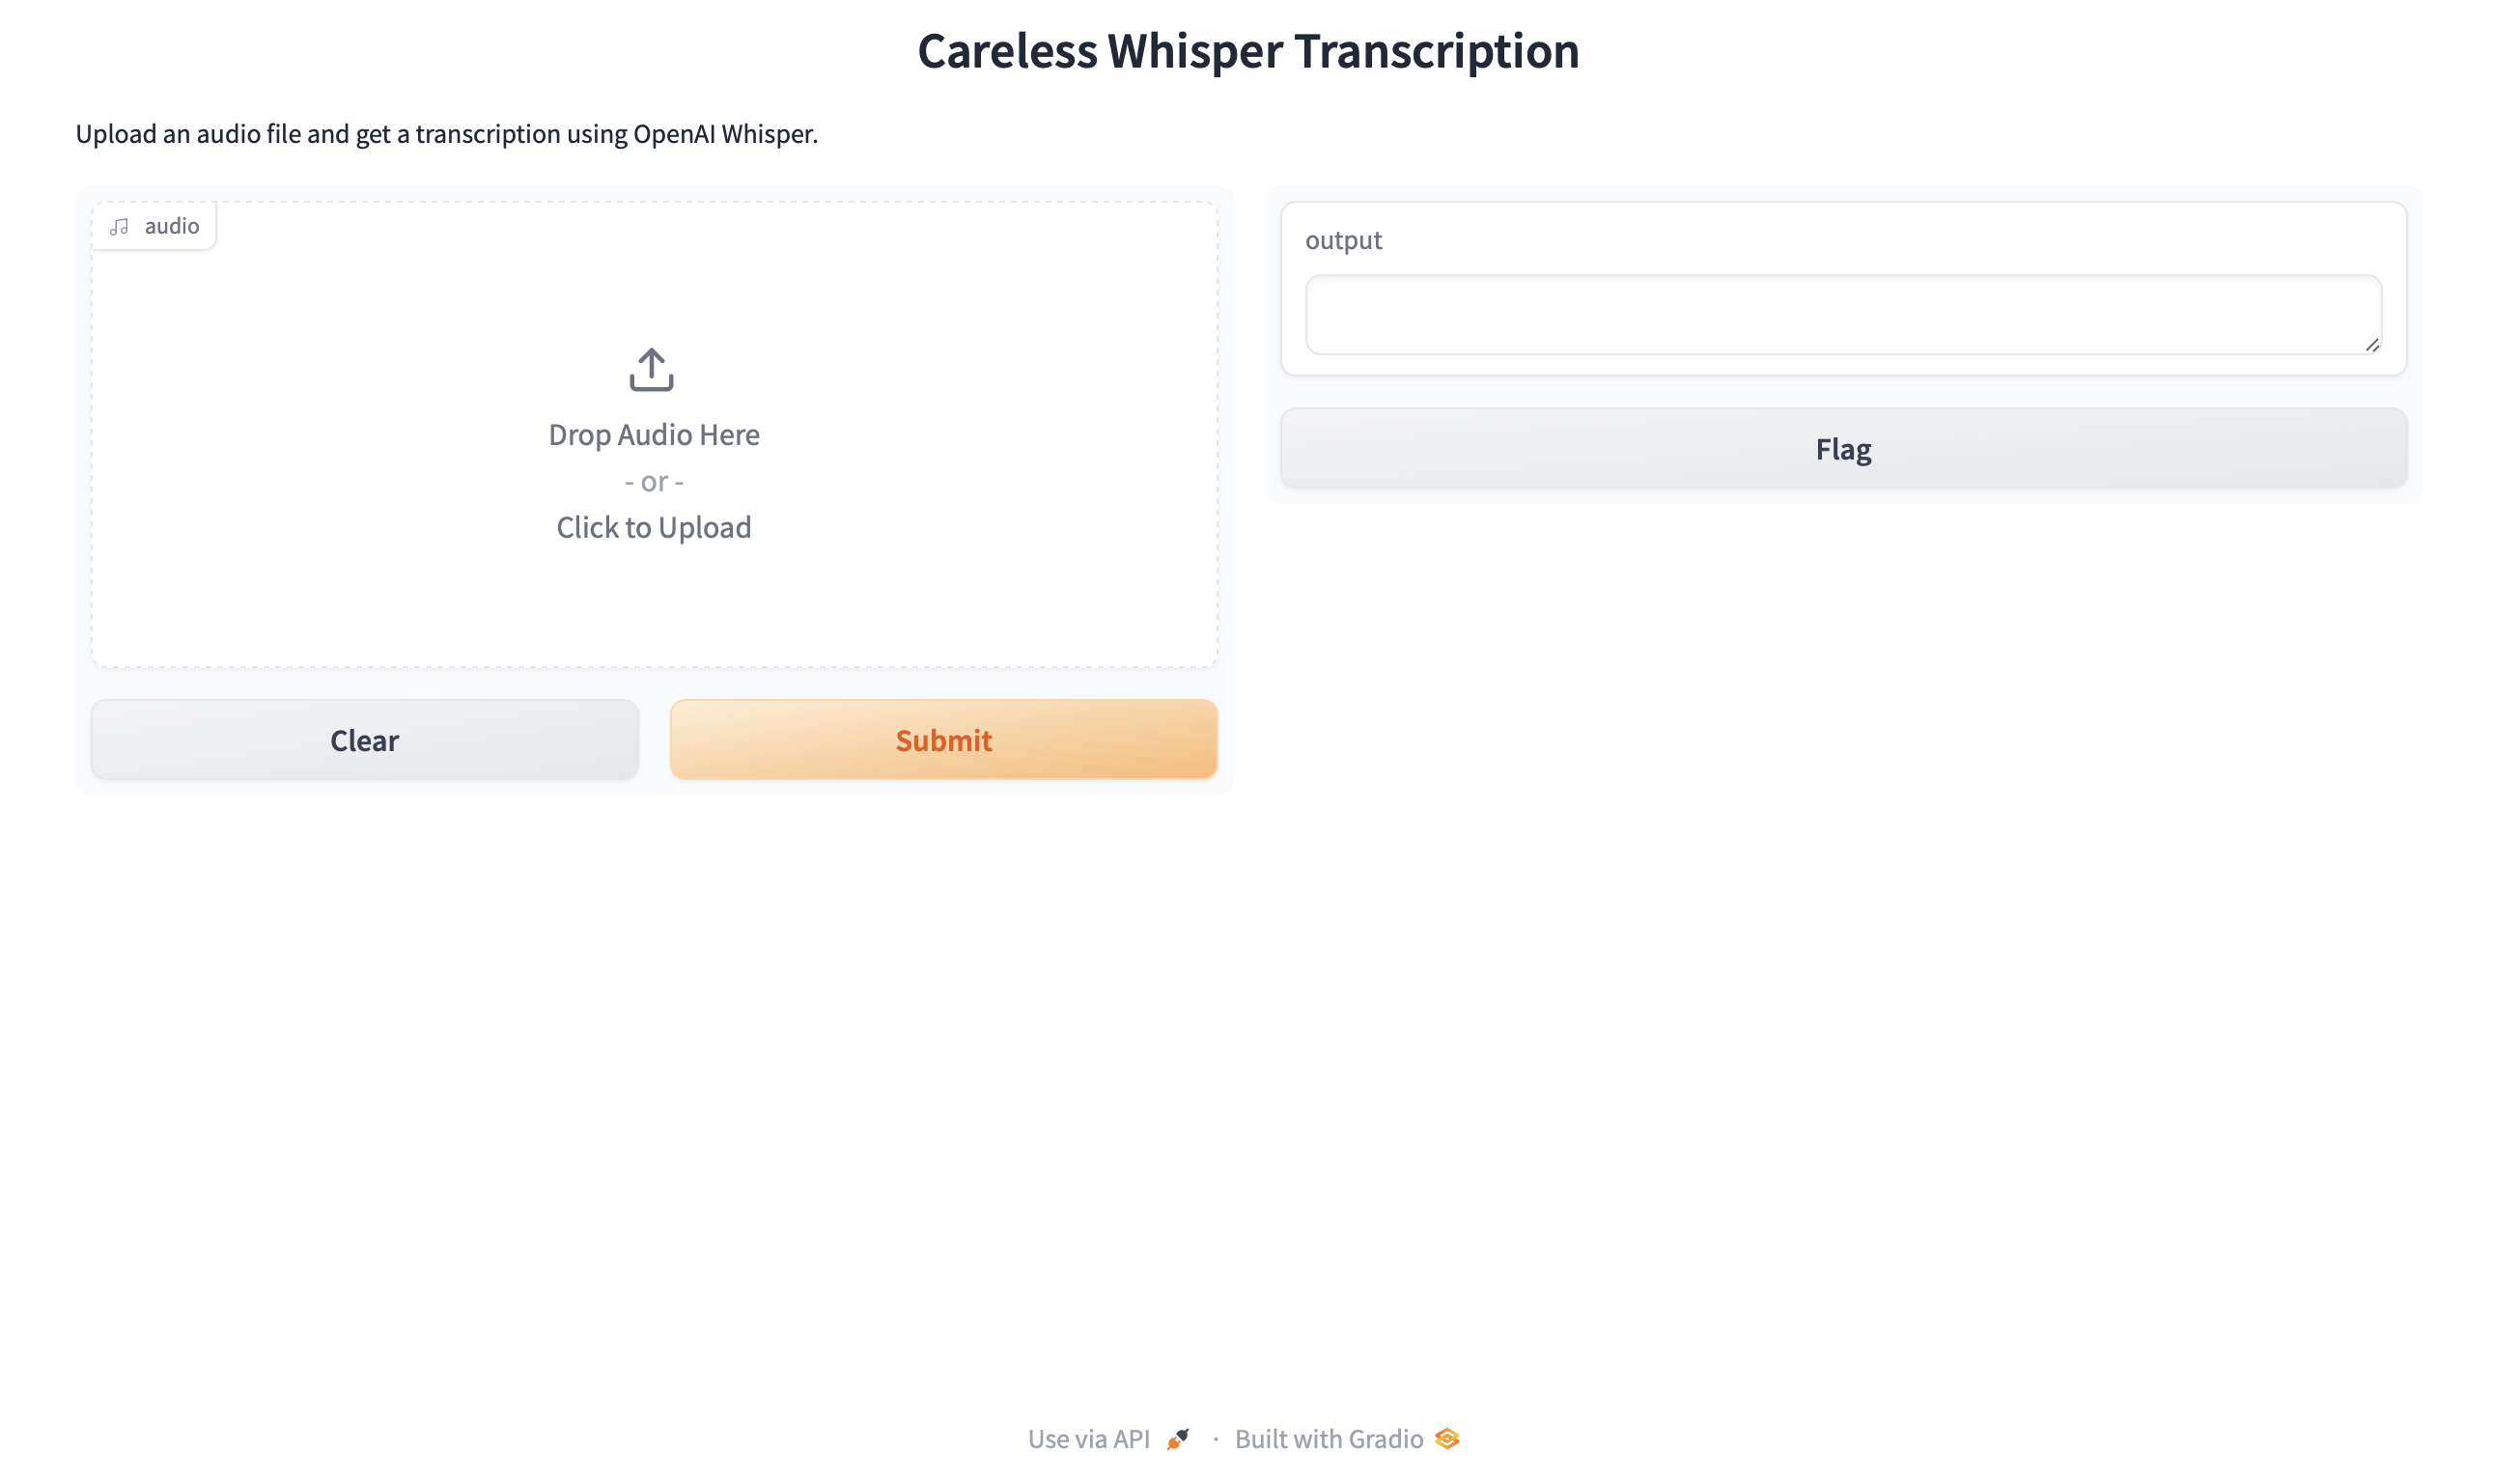 Careless Whisper Transcription
Upload an audio file and get a transcription using OpenAI Whisper.
audio
Drop Audio Here
- or -
Click to Upload
Clear
Submit
output
Flag
Use via API · Built with Gradio